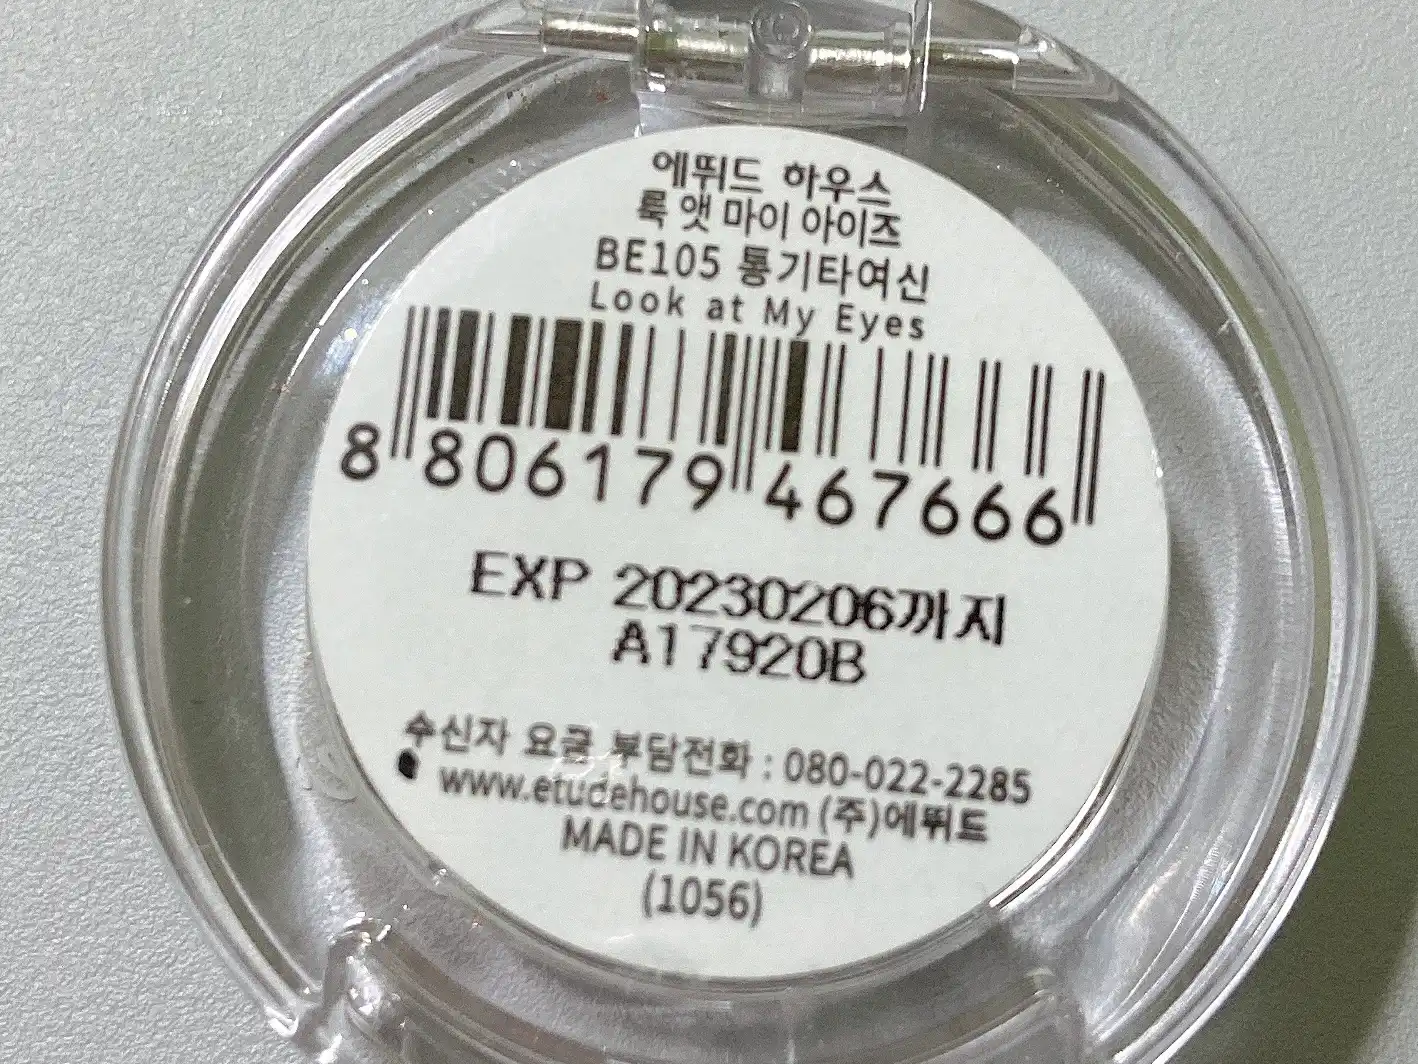 에뛰드 하우스
룩 앳 마이 아이즈
BE105 통기타여신
Look at My Eyes
8 806179 467666
EXP 20230206까지
A17920B
수신자 요금 부담전화 : 080-022-2285
www.etudehouse.com (주)에뛰드
MADE IN KOREA
(1056)